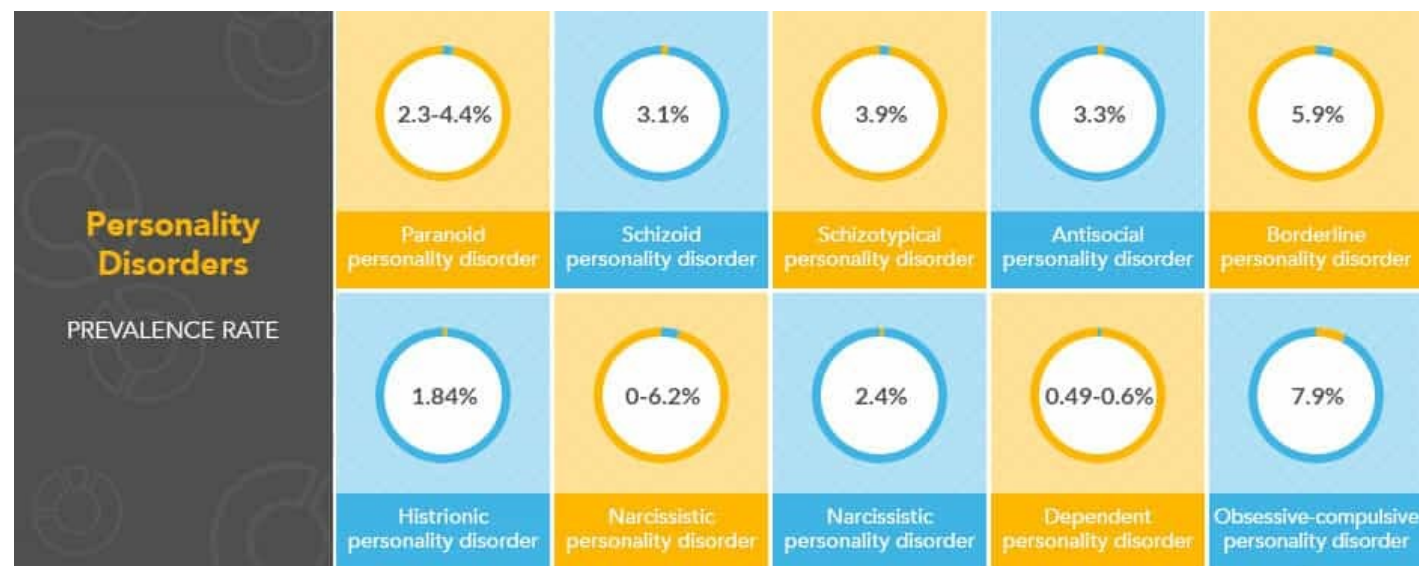 Personality
Disorders
PREVALENCE RATE
2.3-4.4%
Paranoid
personality disorder
3.1%
Schizoid
personality disorder
3.9%
Schizotypical
personality disorder
3.3%
Antisocial
personality disorder
5.9%
Borderline
personality disorder
1.84%
Histrionic
personality disorder
0-6.2%
Narcissistic
personality disorder
2.4%
Narcissistic
personality disorder
0.49-0.6%
Dependent
personality disorder
7.9%
Obsessive-compulsive
personality disorder